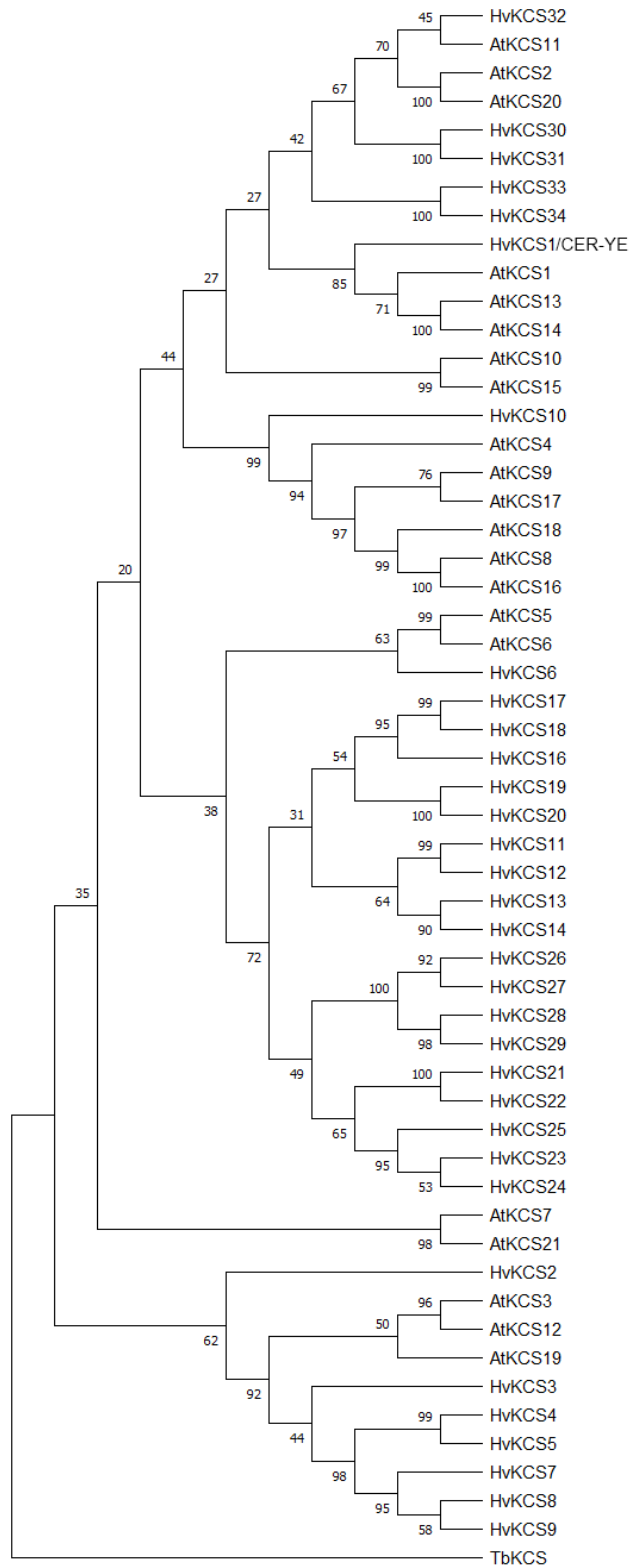 45 HvKCS32
70 AtKCS11
67 AtKCS2
100 AtKCS20
42 HvKCS30
100 HvKCS31
27 HvKCS33
100 HvKCS34
HvKCS1/CER-YE
27 85 AtKCS1
71 AtKCS13
100 AtKCS14
44 AtKCS10
99 AtKCS15
HvKCS10
99 AtKCS4
94 76 AtKCS9
AtKCS17
97 AtKCS18
99 AtKCS8
20 100 AtKCS16
99 AtKCS5
63 AtKCS6
HvKCS6
99 HvKCS17
95 HvKCS18
54 HvKCS16
HvKCS19
38 31 100 HvKCS20
99 HvKCS11
HvKCS12
64 HvKCS13
35 90 HvKCS14
72 92 HvKCS26
100 HvKCS27
HvKCS28
98 HvKCS29
49 100 HvKCS21
HvKCS22
65 HvKCS25
95 HvKCS23
53 HvKCS24
AtKCS7
98 AtKCS21
HvKCS2
96 AtKCS3
62 50 AtKCS12
AtKCS19
92 HvKCS3
99 HvKCS4
44 HvKCS5
98 HvKCS7
95 HvKCS8
58 HvKCS9
TbKCS